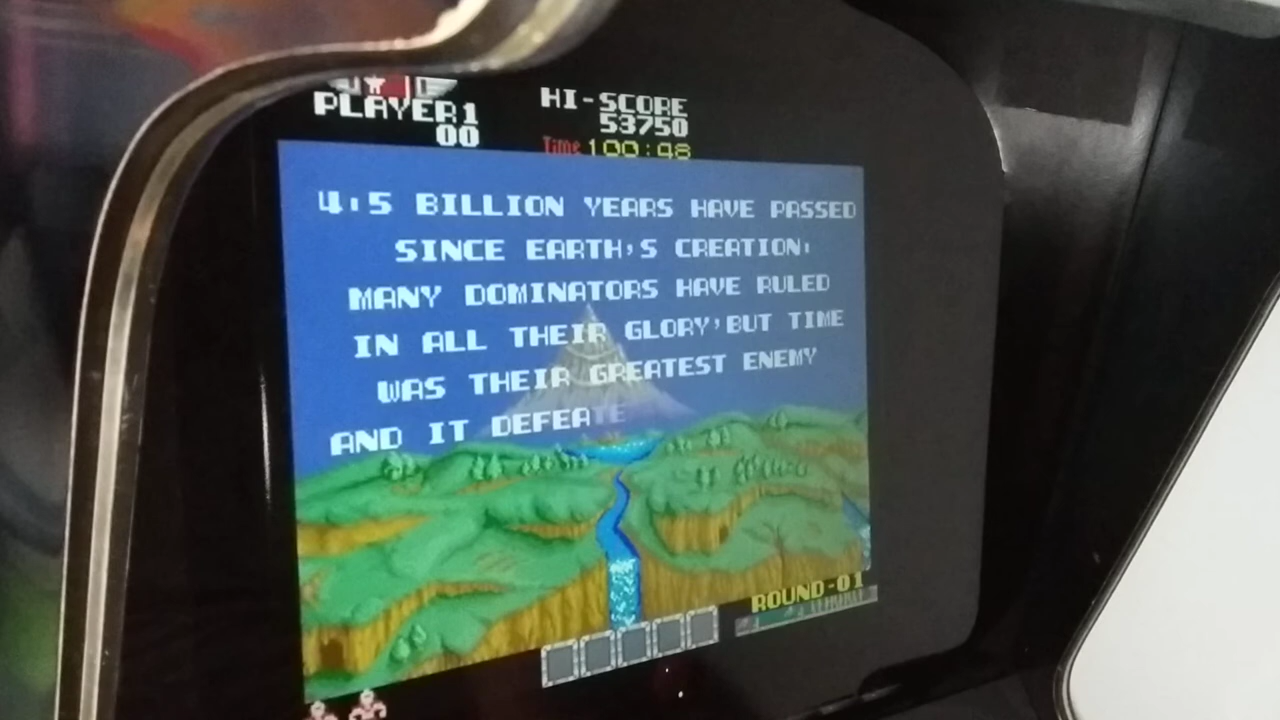 PLAYER1
00
HI-SCORE
53750
Time 100:48
4.5 BILLION YEARS HAVE PASSED
SINCE EARTH'S CREATION.
MANY DOMINATORS HAVE RULED
IN ALL THEIR GLORY,BUT TIME
WAS THEIR GREATEST ENEMY
AND IT DEFEATE
ROUND-01